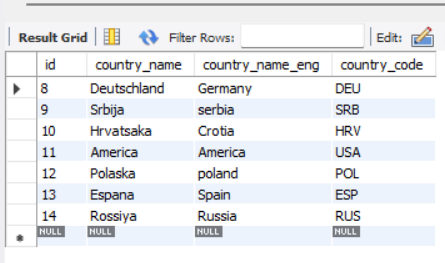 Result Grid Filter Rows: Edit:
id country_name country_name_eng country_code
8 Deutschland Germany DEU
9 Srbija serbia SRB
10 Hrvatsaka Crotia HRV
11 America America USA
12 Polaska poland POL
13 Espana Spain ESP
14 Rossiya Russia RUS
NULL NULL NULL NULL